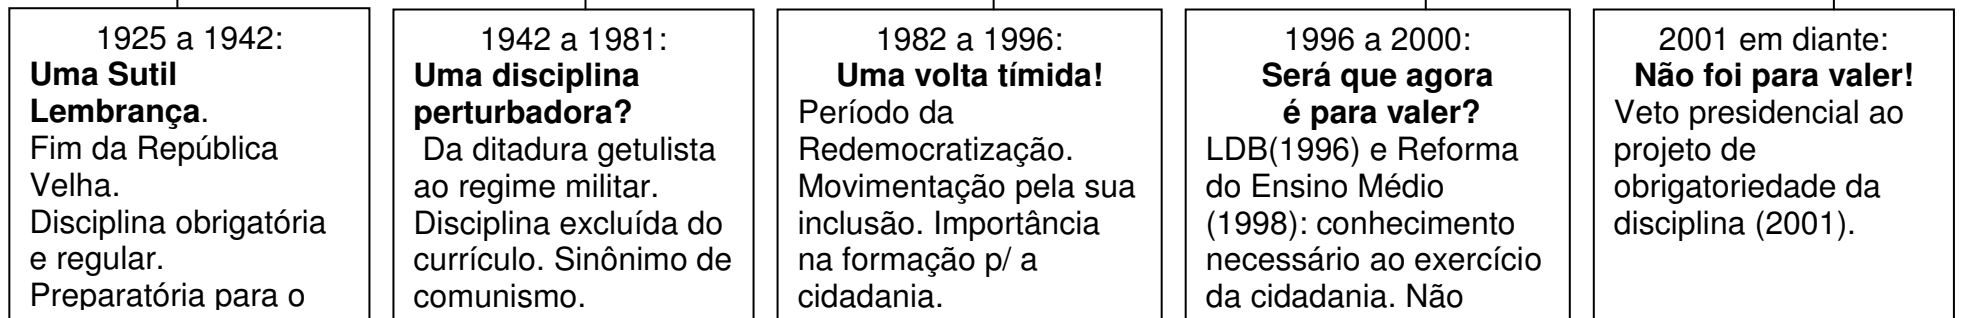 1925 a 1942:
Uma Sutil
Lembrança.
Fim da República
Velha.
Disciplina obrigatória
e regular.
Preparatória para o
1942 a 1981:
Uma disciplina
perturbadora?
Da ditadura getulista
ao regime militar.
Disciplina excluída do
currículo. Sinônimo de
comunismo.
1982 a 1996:
Uma volta tímida!
Período da
Redemocratização.
Movimentação pela sua
inclusão. Importância
na formação p/ a
cidadania.
1996 a 2000:
Será que agora
é para valer?
LDB(1996) e Reforma
do Ensino Médio
(1998): conhecimento
necessário ao exercício
da cidadania. Não
2001 em diante:
Não foi para valer!
Veto presidencial ao
projeto de
obrigatoriedade da
disciplina (2001).